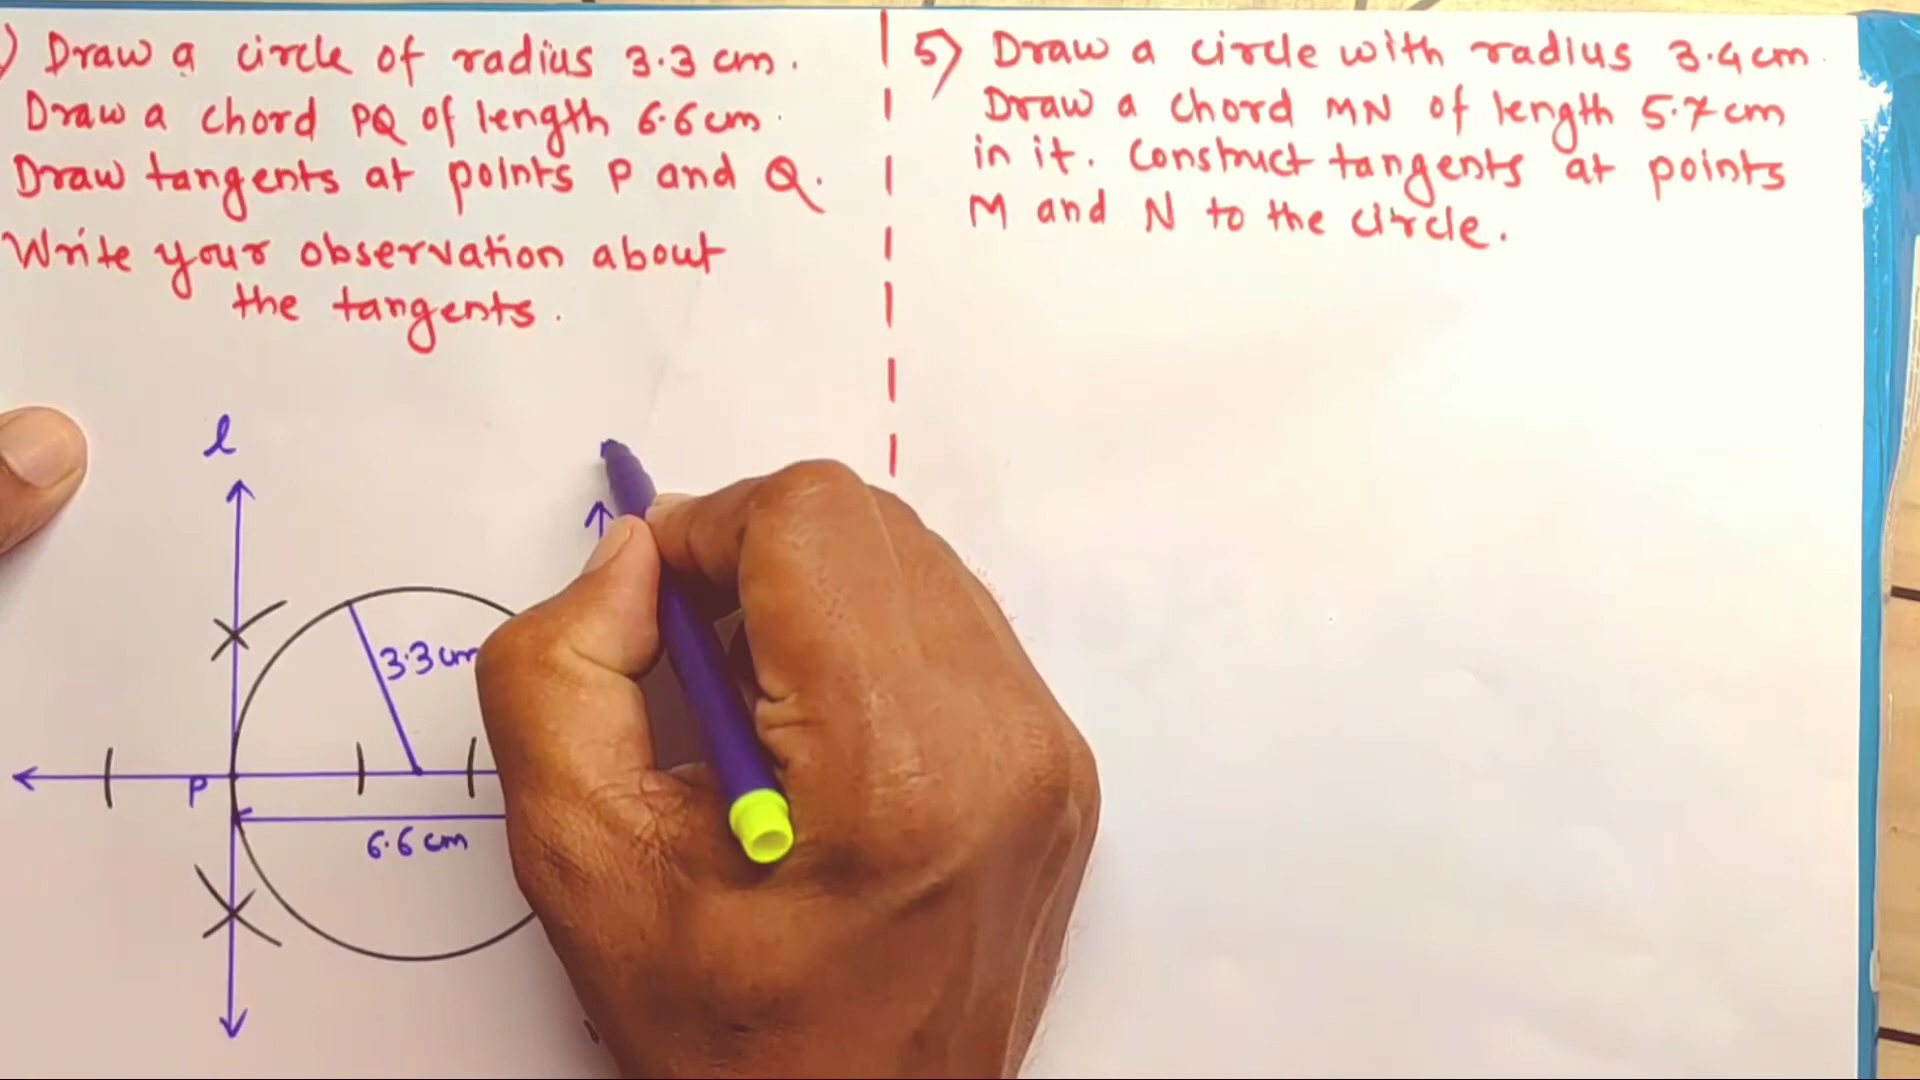 ) Draw a circle of radius 3.3 cm.
Draw a chord PQ of length 6.6 cm.
Draw tangents at points P and Q.
Write your observation about
the tangents.
5) Draw a circle with radius 3.4 cm.
Draw a chord MN of length 5.7 cm
in it. Construct tangents at points
M and N to the circle.
l
3.3 cm
P
6.6 cm